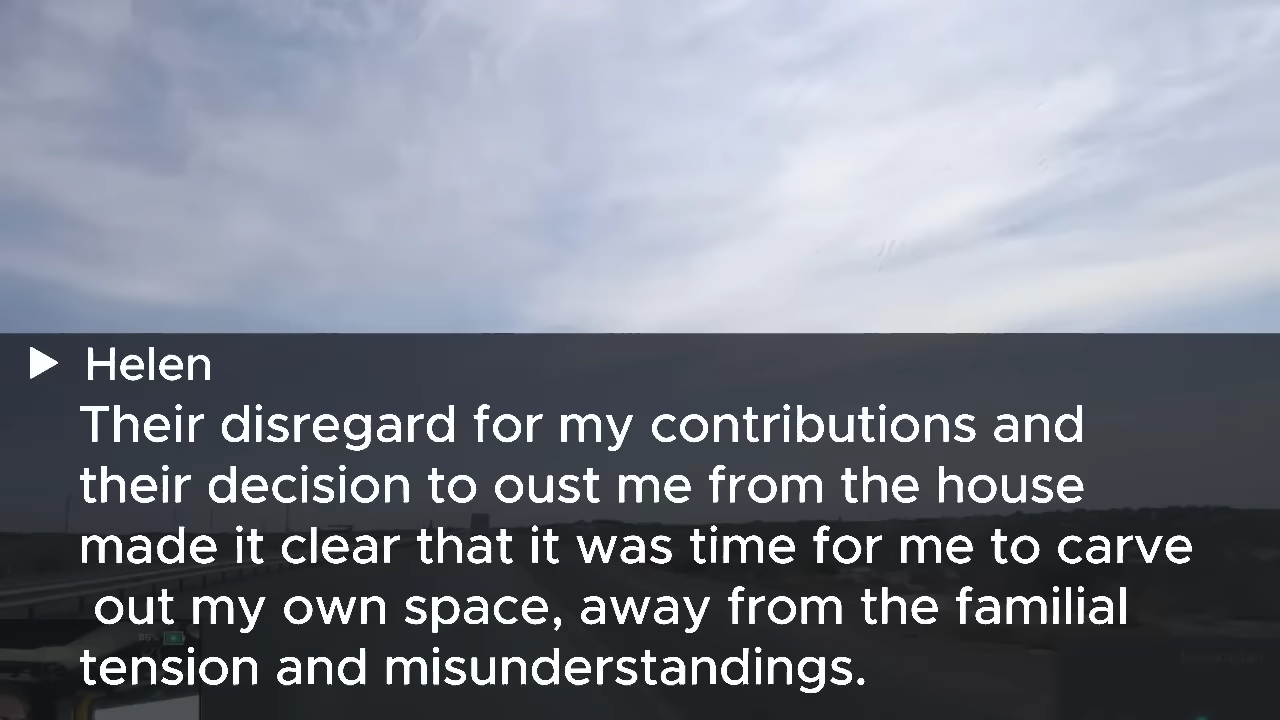 ▶ Helen
Their disregard for my contributions and
their decision to oust me from the house
made it clear that it was time for me to carve
out my own space, away from the familial
tension and misunderstandings.
86%